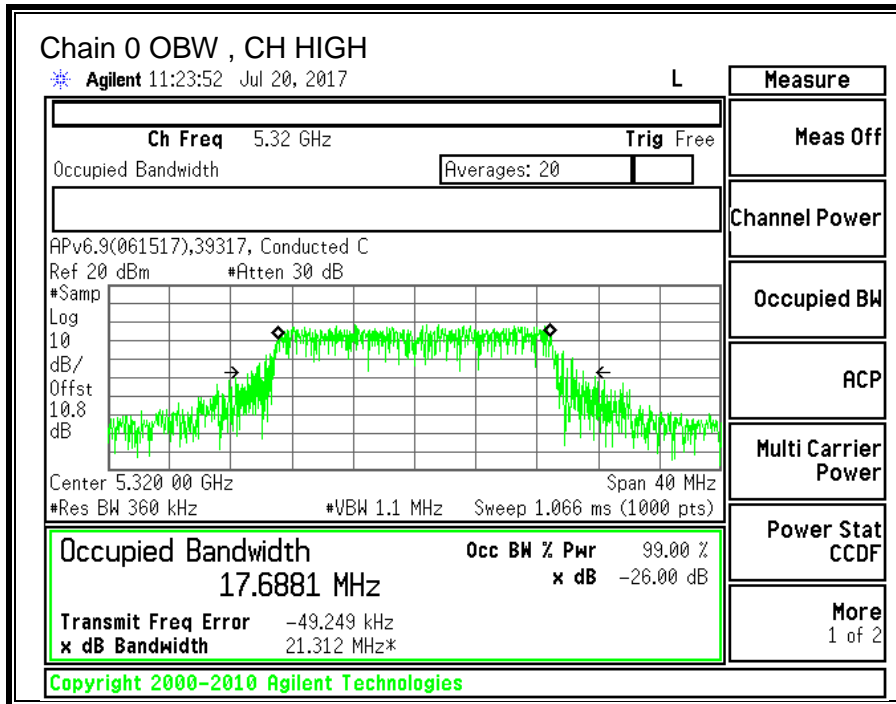 Chain 0 OBW , CH HIGH
Agilent 11:23:52 Jul 20, 2017 L
Measure
Ch Freq 5.32 GHz Trig Free
Occupied Bandwidth Averages: 20
APv6.9(061517),39317, Conducted C
Ref 20 dBm #Atten 30 dB
#Samp
Log
10
dB/
Offst
10.8
dB
Center 5.320 00 GHz Span 40 MHz
#Res BW 360 kHz #VBW 1.1 MHz Sweep 1.066 ms (1000 pts)
Occupied Bandwidth Occ BW % Pwr 99.00 %
17.6881 MHz x dB -26.00 dB
Transmit Freq Error -49.249 kHz
x dB Bandwidth 21.312 MHz*
Meas Off
Channel Power
Occupied BW
ACP
Multi Carrier
Power
Power Stat
CCDF
More
1 of 2
Copyright 2000-2010 Agilent Technologies